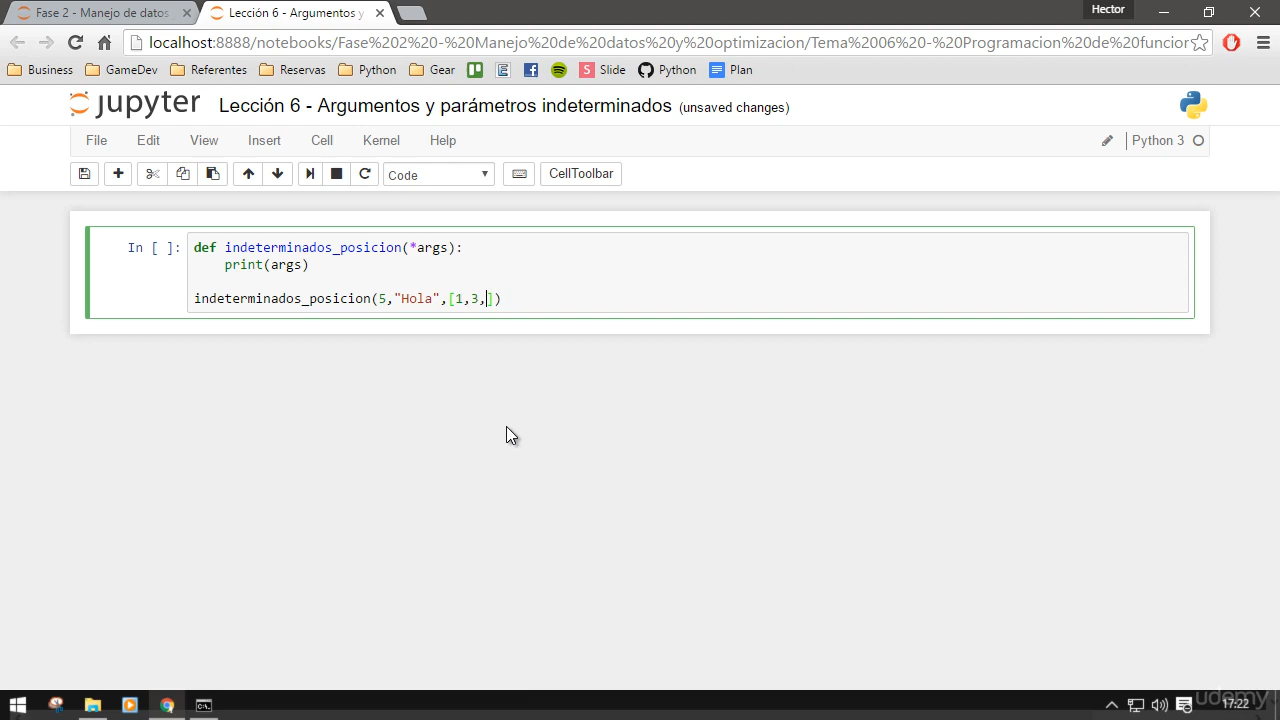 Hector
Fase 2 - Manejo de datos
Lección 6 - Argumentos y
localhost:8888/notebooks/Fase%202%20-%20Manejo%20de%20datos%20y%20optimizacion/Tema%2006%20-%20Programacion%20de%20funcior
Business GameDev Referentes Reservas Python Gear Slide Python Plan
jupyter Lección 6 - Argumentos y parámetros indeterminados (unsaved changes)
File Edit View Insert Cell Kernel Help Python 3
Code CellToolbar
In [ ]: def indeterminados_posicion(*args):
print(args)
indeterminados_posicion(5,"Hola",[1,3,])
udemy
17:22